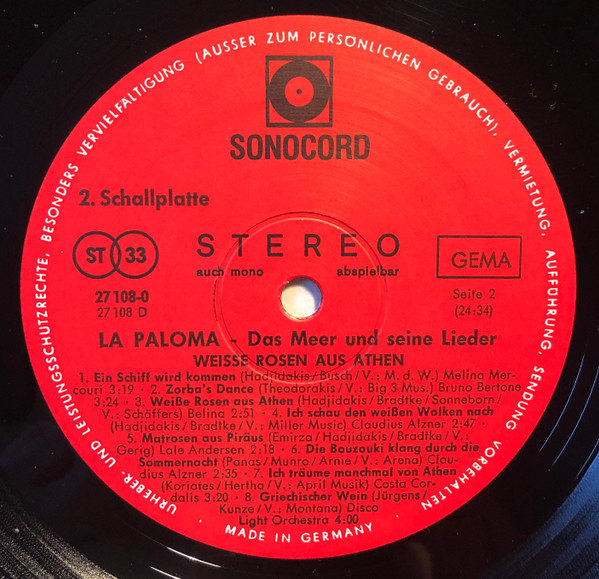 URHEBER- UND LEISTUNGSSCHUTZRECHTE, BESONDERS VERVIELFÄLTIGUNG (AUSSER ZUM PERSÖNLICHEN GEBRAUCH), VERMIETUNG, AUFFÜHRUNG, SENDUNG VORBEHALTEN
SONOCORD
2. Schallplatte
STEREO
ST 33
auch mono abspielbar
GEMA
27 108-0
27 108 D
Seite 2
(24:34)
LA PALOMA - Das Meer und seine Lieder
WEISSE ROSEN AUS ATHEN
1. Ein Schiff wird kommen (Hadjidakis/Busch/V.: M. d. W.) Melina Mer-
couri 3:19 · 2. Zorba's Dance (Theodorakis/V.: Big 3 Mus.) Bruno Bertone
3:24 · 3. Weiße Rosen aus Athen (Hadjidakis/Bradtke/Sonneborn/
V.: Schäffers) Belina 2:51 · 4. Ich schau den weißen Wolken nach
(Hadjidakis/Bradtke/V.: Miller Music) Claudius Alzner 2:47 ·
5. Matrosen aus Piräus (Emirza/Hadjidakis/Bradtke/V.:
Gerig) Lale Andersen 2:18 · 6. Die Bouzouki klang durch die
Sommernacht (Panas/Munro/Arnie/V.: Arena) Clau-
dius Alzner 2:35 · 7. Ich träume manchmal von Athen
(Koriates/Hertha/V.: April Musik) Costa Cor-
dalis 3:20 · 8. Griechischer Wein (Jürgens/
Kunze/V.: Montana) Disco
Light Orchestra 4:00
· MADE IN GERMANY ·